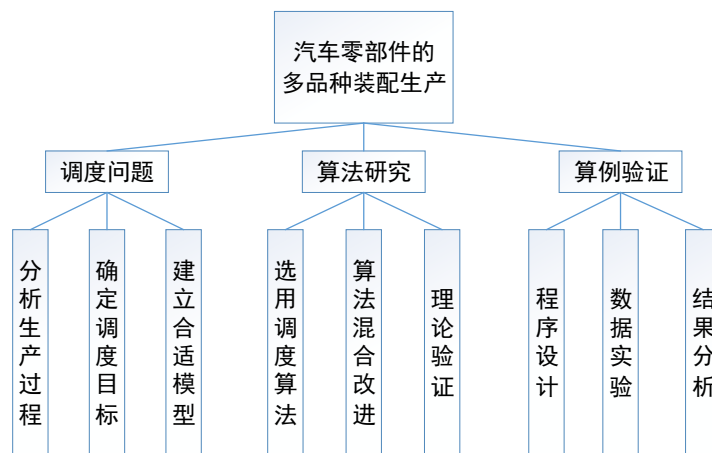 汽车零部件的
多品种装配生产
调度问题
算法研究
算例验证
分析生产过程
确定调度目标
建立合适模型
选用调度算法
算法混合改进
理论验证
程序设计
数据实验
结果分析